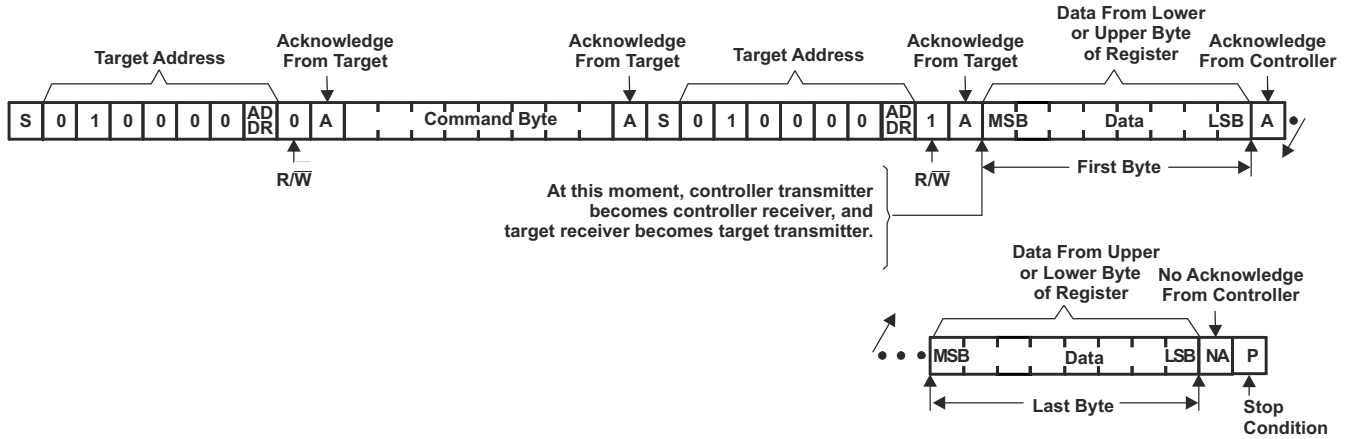 Target Address
Acknowledge
From Target
Acknowledge
From Target
Target Address
Acknowledge
From Target
Data From Lower
or Upper Byte
of Register
Acknowledge
From Controller
S 0 1 0 0 0 0 AD DR 0 A Command Byte A S 0 1 0 0 0 0 AD DR 1 A MSB Data LSB A
R/W̅
R/W̅
First Byte
At this moment, controller transmitter
becomes controller receiver, and
target receiver becomes target transmitter.
Data From Upper
or Lower Byte
of Register
No Acknowledge
From Controller
MSB Data LSB NA P
Last Byte
Stop
Condition